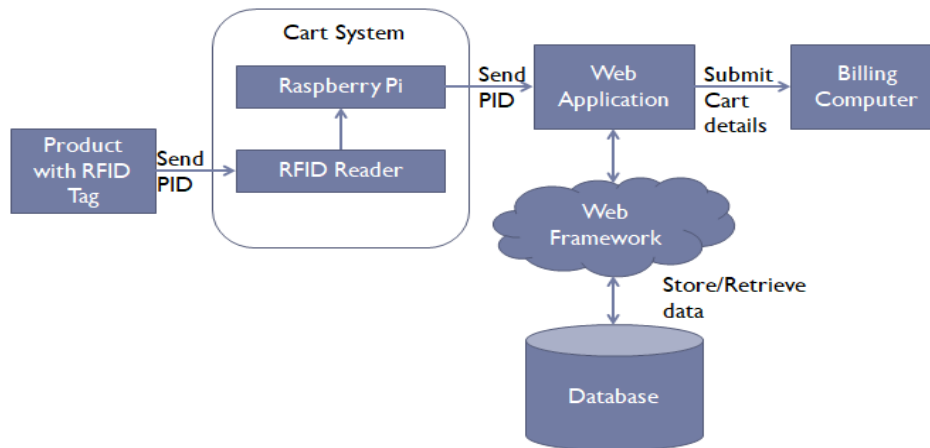 Cart System
Raspberry Pi
Send
PID
Web
Application
Submit
Cart
details
Billing
Computer
Product
with RFID
Tag
Send
PID
RFID Reader
Web
Framework
Store/Retrieve
data
Database